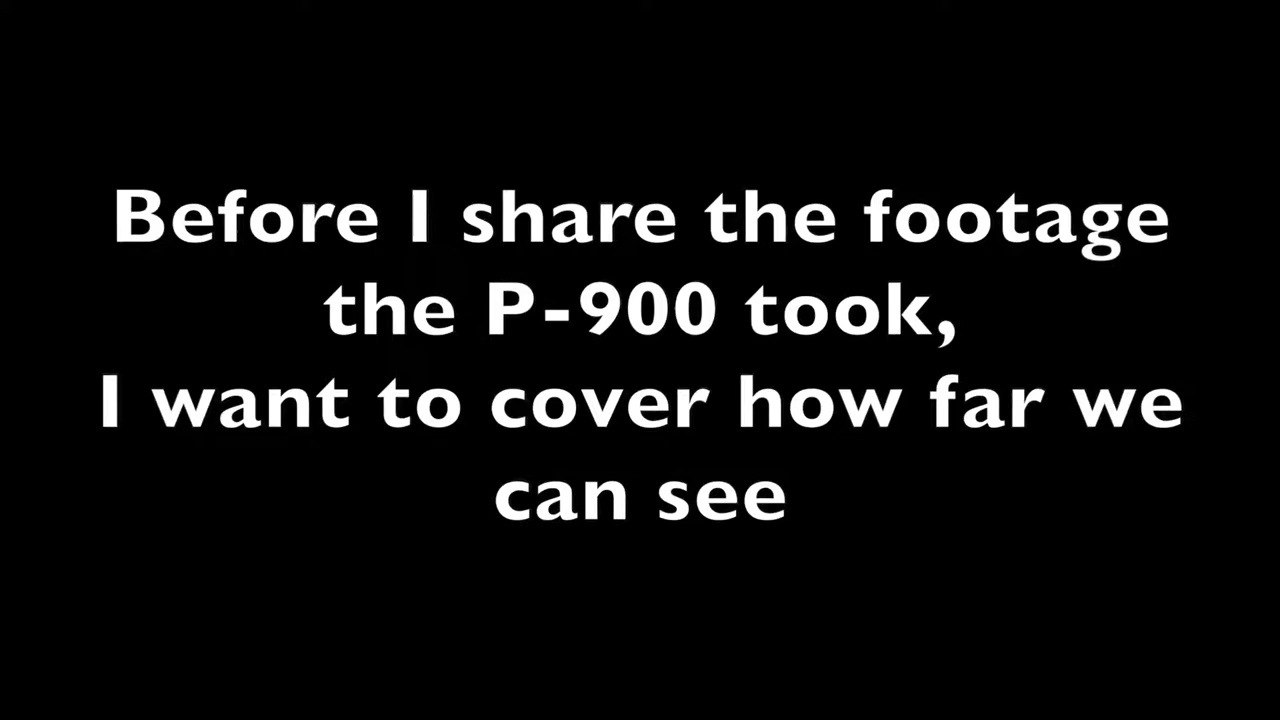 Before I share the footage
the P-900 took,
I want to cover how far we
can see